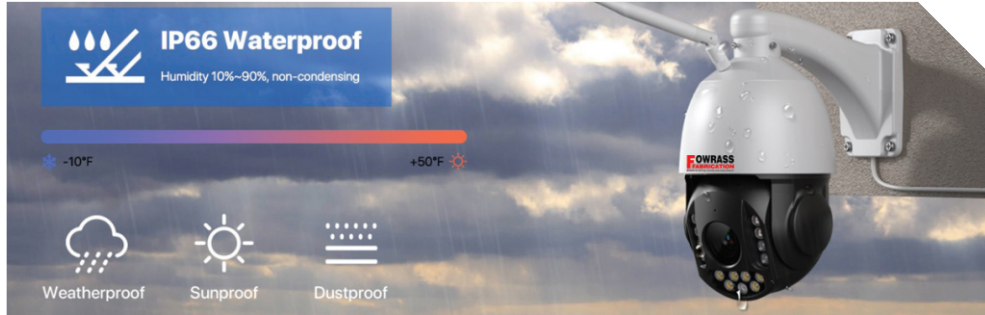 IP66 Waterproof
Humidity 10%~90%, non-condensing
-10°F
+50°F
FOWRASS
FABRICATION
Weatherproof
Sunproof
Dustproof